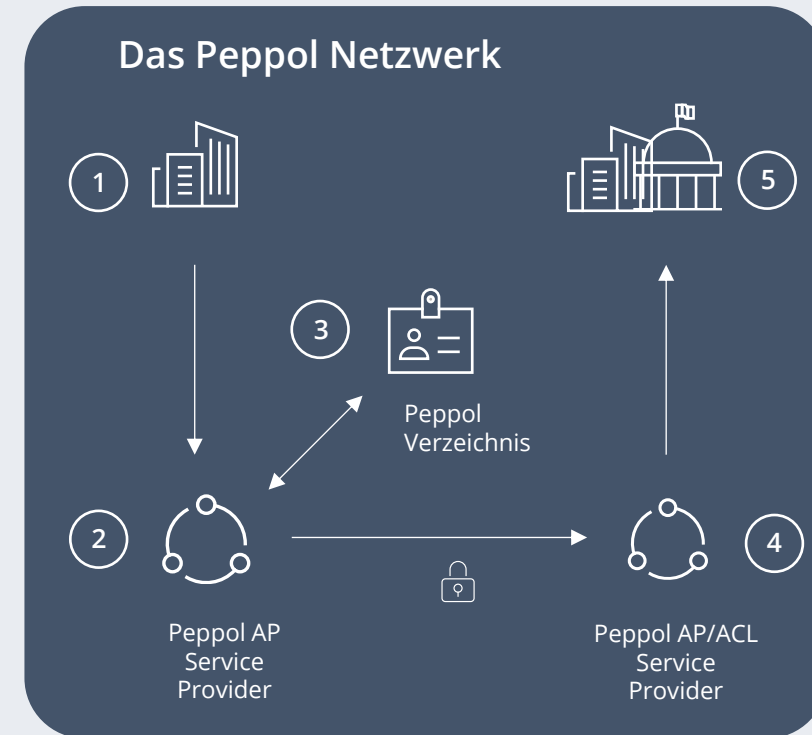 Das Peppol Netzwerk
1
5
3
Peppol
Verzeichnis
2
4
Peppol AP
Service
Provider
Peppol AP/ACL
Service
Provider